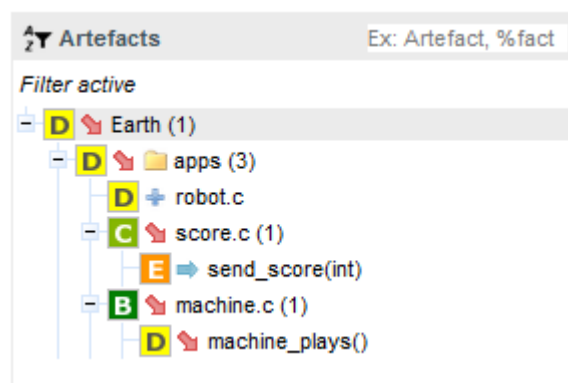 Artefacts Ex: Artefact, %fact
Filter active
D Earth (1)
D apps (3)
D robot.c
C score.c (1)
E send_score(int)
B machine.c (1)
D machine_plays()